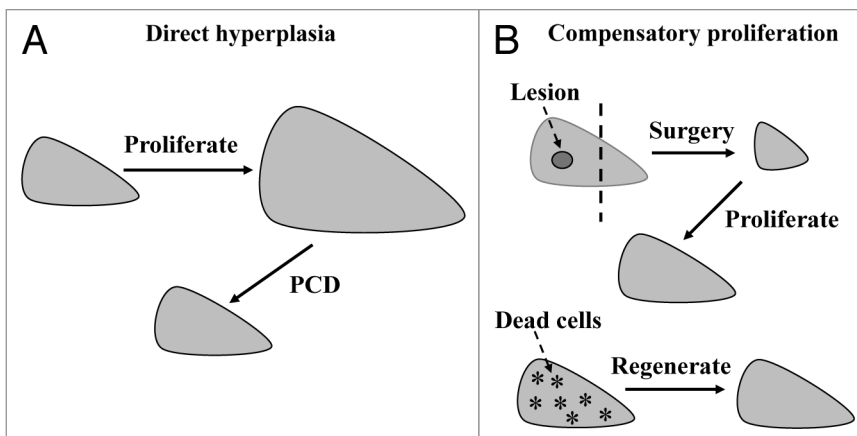 A
Direct hyperplasia
Proliferate
PCD
B
Compensatory proliferation
Lesion
Surgery
Proliferate
Dead cells
Regenerate